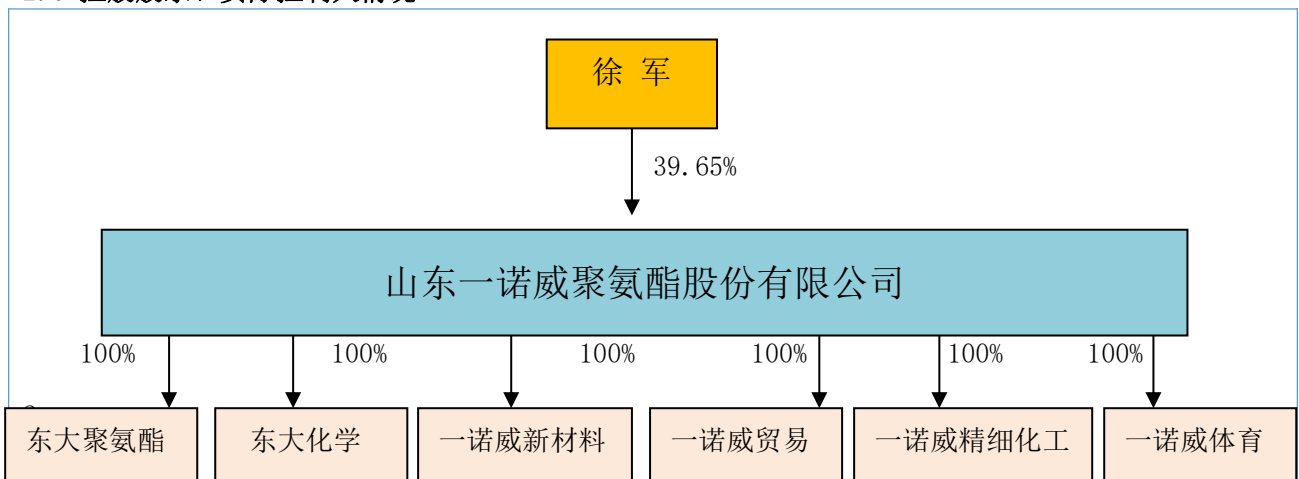 徐 军
39.65%
山东一诺威聚氨酯股份有限公司
100% 100% 100% 100% 100% 100%
东大聚氨酯 东大化学 一诺威新材料 一诺威贸易 一诺威精细化工 一诺威体育